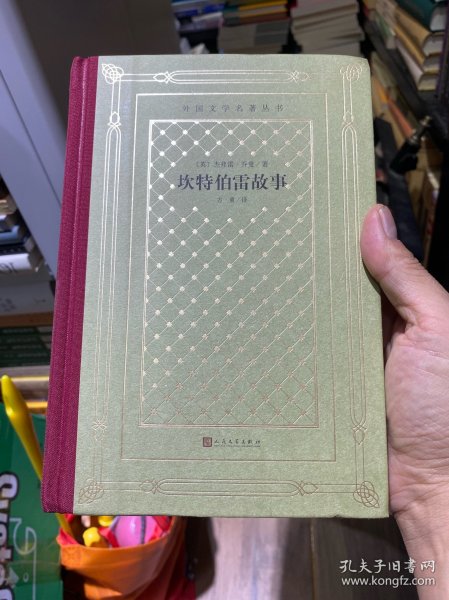 外国文学名著丛书
〔英〕杰弗雷·乔叟/著
坎特伯雷故事
方重/译
人民文学出版社
孔夫子旧书网
www.kongfz.com